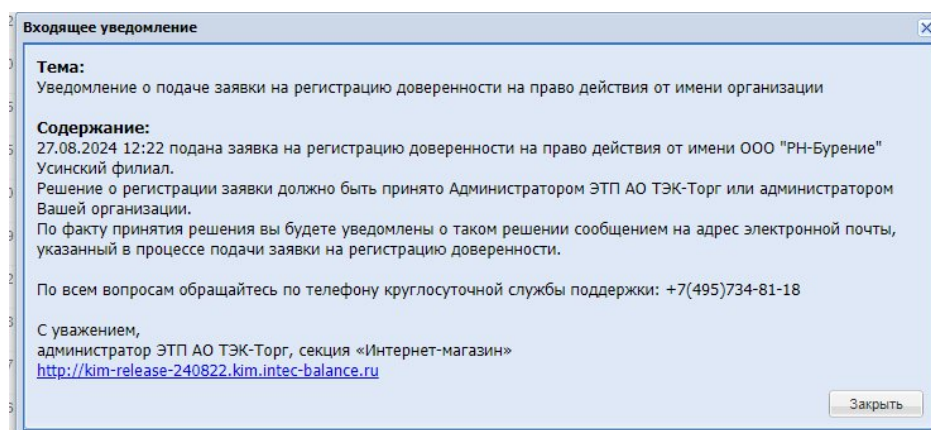 Входящее уведомление
Тема:
Уведомление о подаче заявки на регистрацию доверенности на право действия от имени организации
Содержание:
27.08.2024 12:22 подана заявка на регистрацию доверенности на право действия от имени ООО "РН-Бурение"
Усинский филиал.
Решение о регистрации заявки должно быть принято Администратором ЭТП АО ТЭК-Торг или администратором
Вашей организации.
По факту принятия решения вы будете уведомлены о таком решении сообщением на адрес электронной почты,
указанный в процессе подачи заявки на регистрацию доверенности.
По всем вопросам обращайтесь по телефону круглосуточной службы поддержки: +7(495)734-81-18
С уважением,
администратор ЭТП АО ТЭК-Торг, секция «Интернет-магазин»
http://kim-release-240822.kim.intec-balance.ru
Закрыть